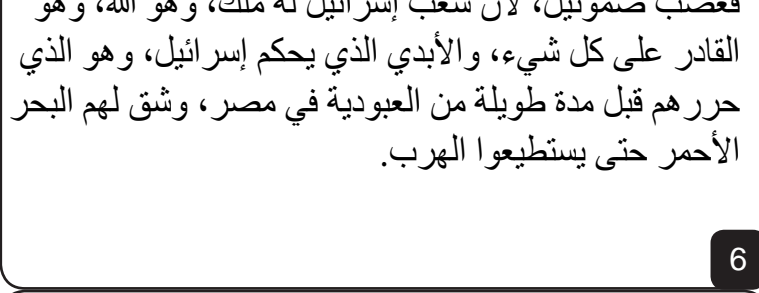 فغضب صموئيل، لأن شعب إسرائيل له ملك، وهو الله، وهو
القادر على كل شيء، والأبدي الذي يحكم إسرائيل، وهو الذي
حررهم قبل مدة طويلة من العبودية في مصر، وشق لهم البحر
الأحمر حتى يستطيعوا الهرب.
6